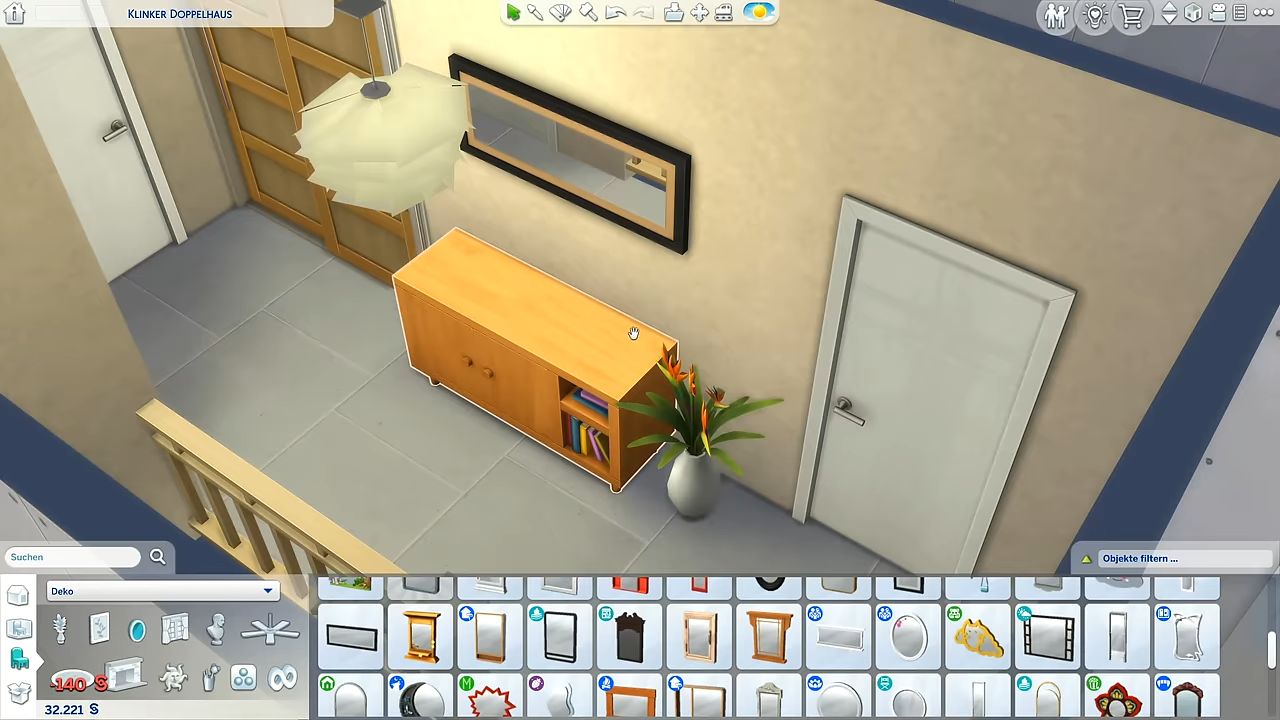 KLINKER DOPPELHAUS
Suchen
Objekte filtern ...
Deko
-140 S
32.221 S